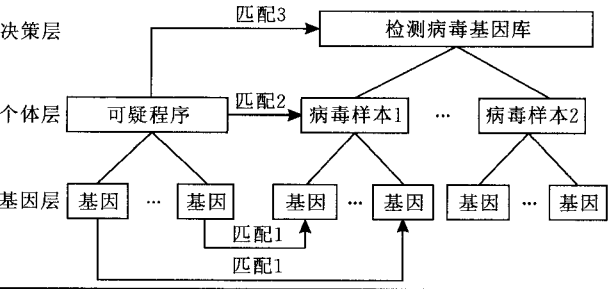 匹配3
决策层 检测病毒基因库
匹配2
个体层 可疑程序 病毒样本1 … 病毒样本2
基因层 基因 … 基因 基因 … 基因 基因 … 基因
匹配1
匹配1